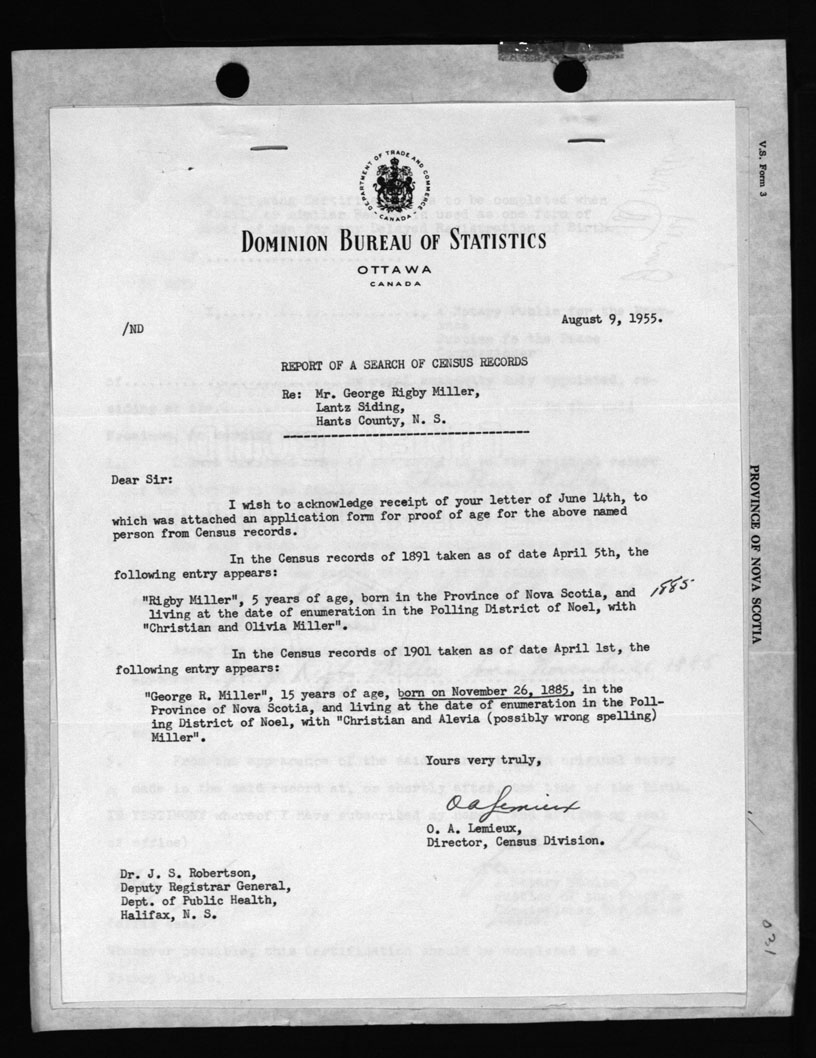 DEPARTMENT OF TRADE AND COMMERCE
CANADA
DOMINION BUREAU OF STATISTICS
OTTAWA
CANADA
/ND
August 9, 1955.
REPORT OF A SEARCH OF CENSUS RECORDS
Re: Mr. George Rigby Miller,
Lantz Siding,
Hants County, N. S.
Dear Sir:
I wish to acknowledge receipt of your letter of June 14th, to
which was attached an application form for proof of age for the above named
person from Census records.
In the Census records of 1891 taken as of date April 5th, the
following entry appears:
"Rigby Miller", 5 years of age, born in the Province of Nova Scotia, and
living at the date of enumeration in the Polling District of Noel, with
"Christian and Olivia Miller".
1885
In the Census records of 1901 taken as of date April 1st, the
following entry appears:
"George R. Miller", 15 years of age, born on November 26, 1885, in the
Province of Nova Scotia, and living at the date of enumeration in the Poll-
ing District of Noel, with "Christian and Alevia (possibly wrong spelling)
Miller".
Yours very truly,
O A Lemieux
O. A. Lemieux,
Director, Census Division.
Dr. J. S. Robertson,
Deputy Registrar General,
Dept. of Public Health,
Halifax, N. S.
V.S. Form 3
PROVINCE OF NOVA SCOTIA